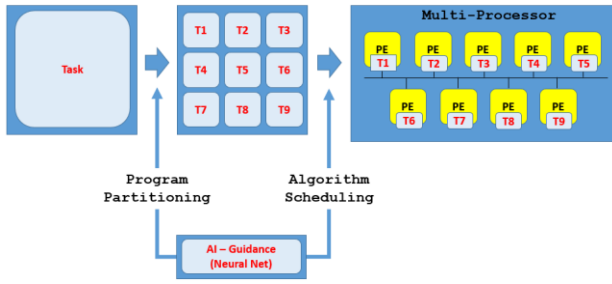 Multi-Processor
Task
T1 T2 T3
T4 T5 T6
T7 T8 T9
PE PE PE PE PE
T1 T2 T3 T4 T5
PE PE PE PE
T6 T7 T8 T9
Program
Partitioning
Algorithm
Scheduling
AI – Guidance
(Neural Net)